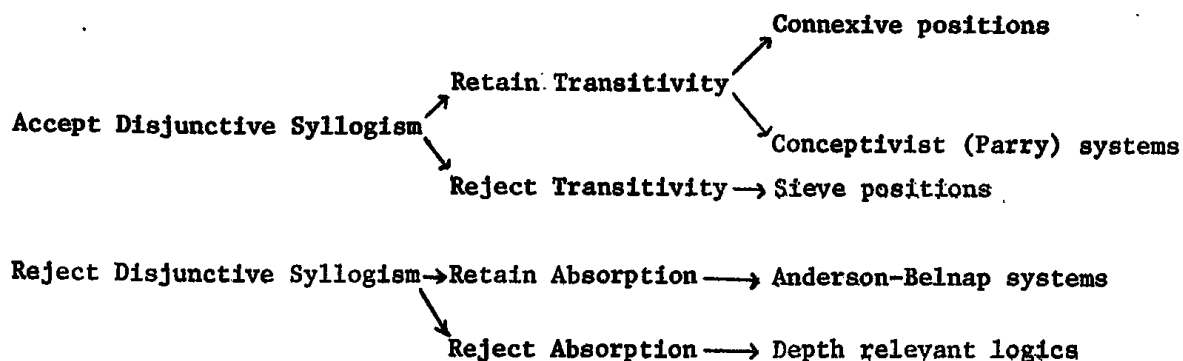 Connexive positions
Retain Transitivity
Accept Disjunctive Syllogism
Conceptivist (Parry) systems
Reject Transitivity → Sieve positions
Reject Disjunctive Syllogism → Retain Absorption → Anderson-Belnap systems
Reject Absorption → Depth relevant logics